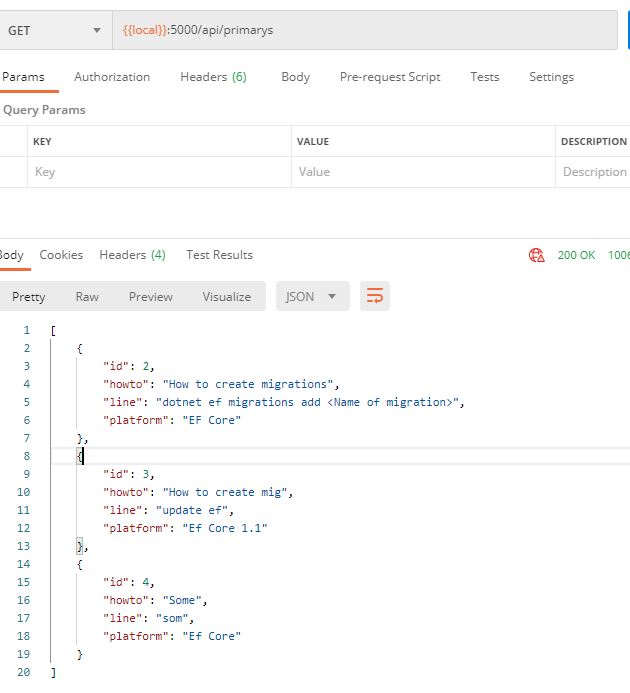 GET {{local}}:5000/api/primarys
Params Authorization Headers (6) Body Pre-request Script Tests Settings
Query Params
KEY VALUE DESCRIPTION
Key Value Description
Body Cookies Headers (4) Test Results 200 OK 1006
Pretty Raw Preview Visualize JSON
1 [
2 {
3 "id": 2,
4 "howto": "How to create migrations",
5 "line": "dotnet ef migrations add <Name of migration>",
6 "platform": "EF Core"
7 },
8 {
9 "id": 3,
10 "howto": "How to create mig",
11 "line": "update ef",
12 "platform": "Ef Core 1.1"
13 },
14 {
15 "id": 4,
16 "howto": "Some",
17 "line": "som",
18 "platform": "Ef Core"
19 }
20 ]